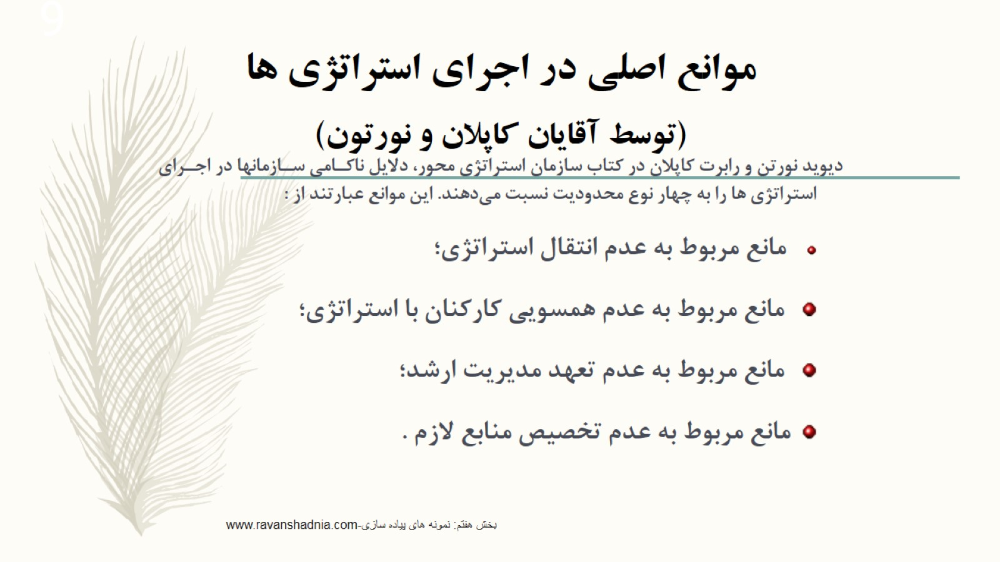 9
موانع اصلی در اجرای استراتژی ها
(توسط آقایان کاپلان و نورتون)
دیوید نورتن و رابرت کاپلان در کتاب سازمان استراتژی محور، دلایل ناکــامی ســازمانها در اجــرای
استراتژی ها را به چهار نوع محدودیت نسبت می‌دهند. این موانع عبارتند از :
مانع مربوط به عدم انتقال استراتژی؛
مانع مربوط به عدم همسویی کارکنان با استراتژی؛
مانع مربوط به عدم تعهد مدیریت ارشد؛
مانع مربوط به عدم تخصیص منابع لازم .
بخش هفتم: نمونه های پیاده سازی-www.ravanshadnia.com